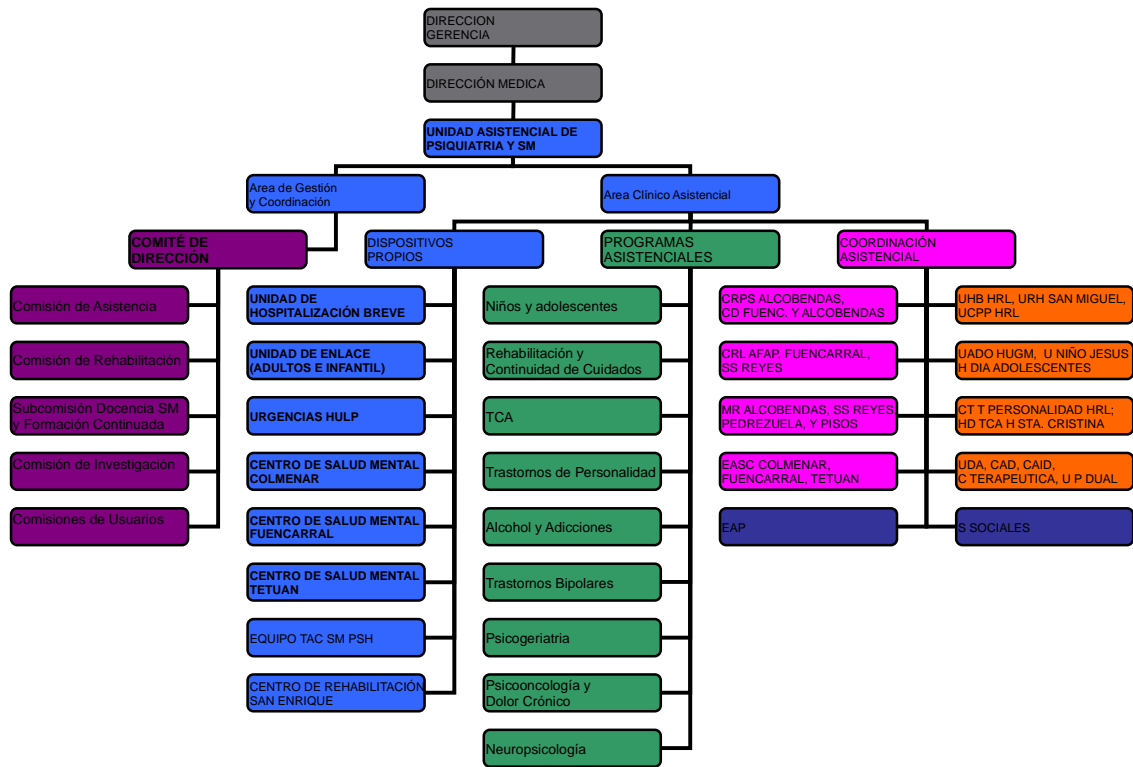 DIRECCION
GERENCIA
DIRECCIÓN MEDICA
UNIDAD ASISTENCIAL DE
PSIQUIATRIA Y SM
Area de Gestión
y Coordinación
Area Clínico Asistencial
COMITÉ DE
DIRECCIÓN
DISPOSITIVOS
PROPIOS
PROGRAMAS
ASISTENCIALES
COORDINACIÓN
ASISTENCIAL
Comisión de Asistencia
Comisión de Rehabilitación
Subcomisión Docencia SM
y Formación Continuada
Comisión de Investigación
Comisiones de Usuarios
UNIDAD DE
HOSPITALIZACIÓN BREVE
UNIDAD DE ENLACE
(ADULTOS E INFANTIL)
URGENCIAS HULP
CENTRO DE SALUD MENTAL
COLMENAR
CENTRO DE SALUD MENTAL
FUENCARRAL
CENTRO DE SALUD MENTAL
TETUAN
EQUIPO TAC SM PSH
CENTRO DE REHABILITACIÓN
SAN ENRIQUE
Niños y adolescentes
Rehabilitación y
Continuidad de Cuidados
TCA
Trastornos de Personalidad
Alcohol y Adicciones
Trastornos Bipolares
Psicogeriatria
Psicooncología y
Dolor Crónico
Neuropsicología
CRPS ALCOBENDAS,
CD FUENC. Y ALCOBENDAS
CRL AFAP, FUENCARRAL,
SS REYES
MR ALCOBENDAS, SS REYES,
PEDREZUELA, Y PISOS
EASC COLMENAR,
FUENCARRAL, TETUAN
EAP
UHB HRL, URH SAN MIGUEL,
UCPP HRL
UADO HUGM, U NIÑO JESUS
H DIA ADOLESCENTES
CT T PERSONALIDAD HRL;
HD TCA H STA. CRISTINA
UDA, CAD, CAID,
C TERAPEUTICA, U P DUAL
S SOCIALES